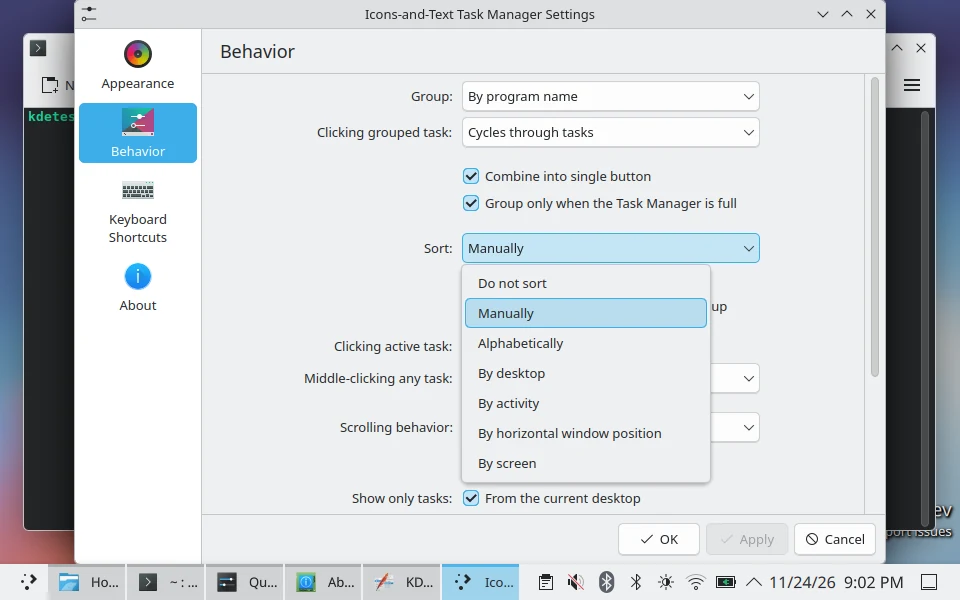 Icons-and-Text Task Manager Settings
Behavior
Appearance
Behavior
Keyboard
Shortcuts
About
Group:
By program name
Clicking grouped task:
Cycles through tasks
Combine into single button
Group only when the Task Manager is full
Sort:
Manually
Do not sort
Manually
Alphabetically
By desktop
By activity
By horizontal window position
By screen
up
Clicking active task:
Middle-clicking any task:
Scrolling behavior:
Show only tasks:
From the current desktop
OK
Apply
Cancel
N
kdetes
ev
port issues
Ho...
~ : ...
Qu...
Ab...
KD...
Ico...
11/24/26
9:02 PM